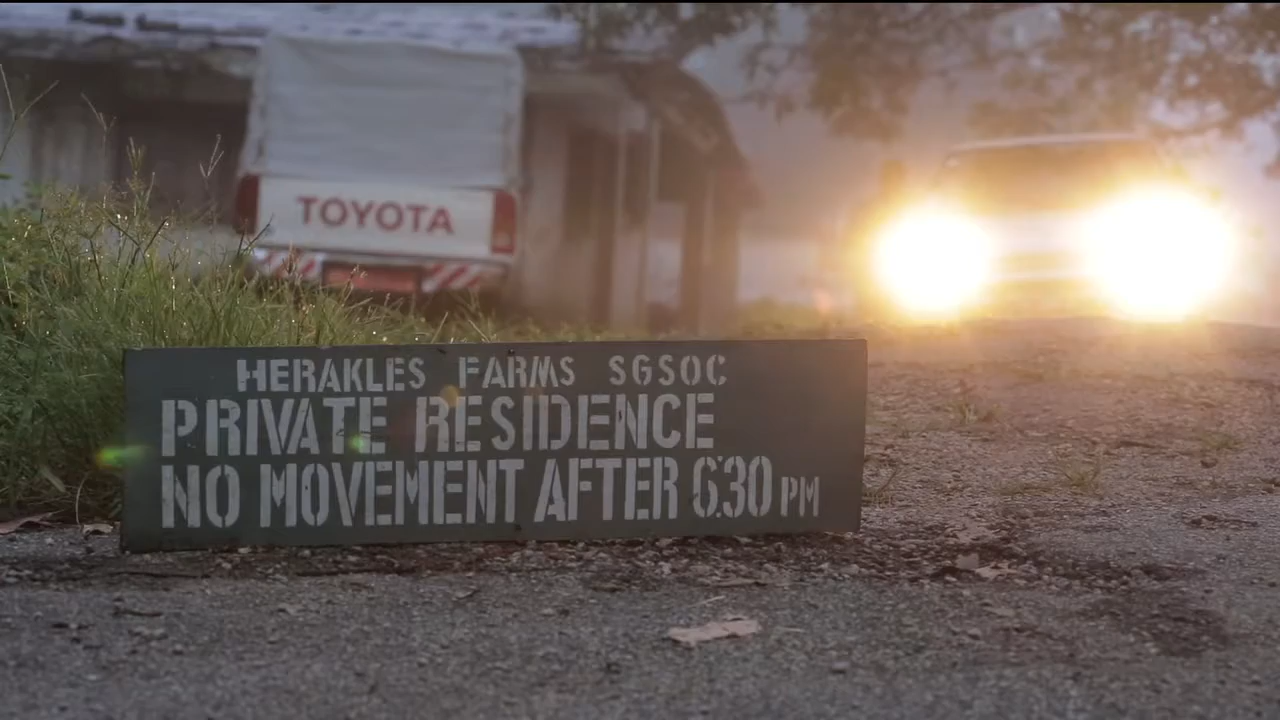 TOYOTA
HERAKLES FARMS SGSOC
PRIVATE RESIDENCE
NO MOVEMENT AFTER 6:30 PM